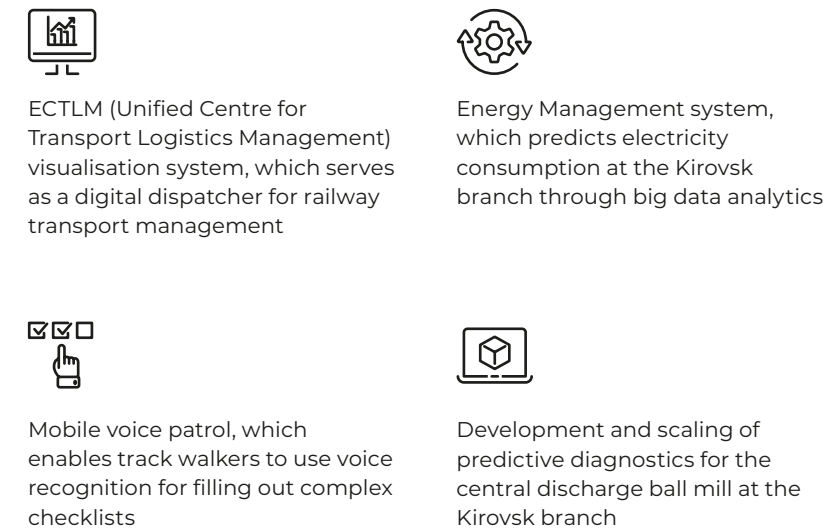 ECTLM (Unified Centre for
Transport Logistics Management)
visualisation system, which serves
as a digital dispatcher for railway
transport management
Energy Management system,
which predicts electricity
consumption at the Kirovsk
branch through big data analytics
Mobile voice patrol, which
enables track walkers to use voice
recognition for filling out complex
checklists
Development and scaling of
predictive diagnostics for the
central discharge ball mill at the
Kirovsk branch